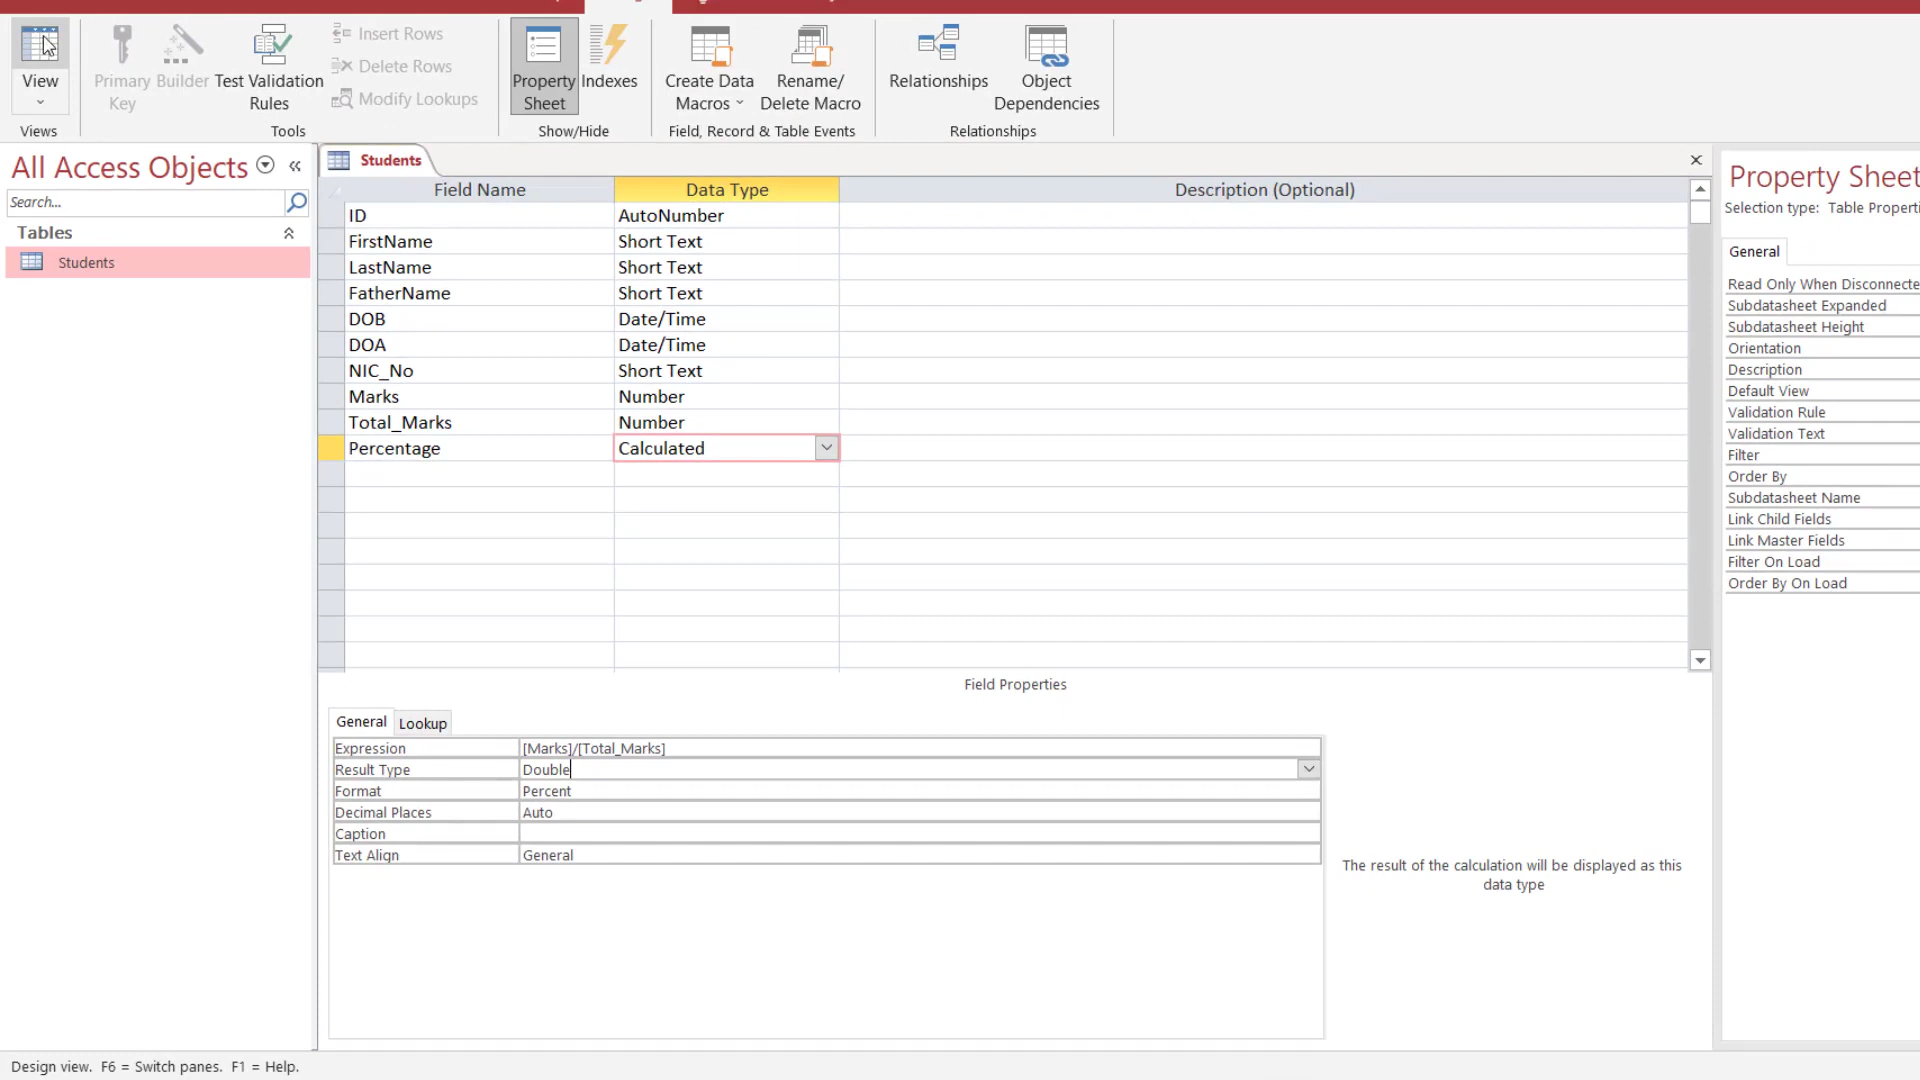 View
Primary
Key
Builder
Test Validation
Rules
Insert Rows
Delete Rows
Modify Lookups
Property
Sheet
Indexes
Create Data
Macros
Rename/
Delete Macro
Relationships
Object
Dependencies
Views
Tools
Show/Hide
Field, Record & Table Events
Relationships
All Access Objects
Search...
Tables
Students
Students
Field Name Data Type Description (Optional)
ID AutoNumber
FirstName Short Text
LastName Short Text
FatherName Short Text
DOB Date/Time
DOA Date/Time
NIC_No Short Text
Marks Number
Total_Marks Number
Percentage Calculated
Field Properties
General Lookup
Expression [Marks]/[Total_Marks]
Result Type Double
Format Percent
Decimal Places Auto
Caption
Text Align General
The result of the calculation will be displayed as this
data type
Property Sheet
Selection type: Table Properti
General
Read Only When Disconnecte
Subdatasheet Expanded
Subdatasheet Height
Orientation
Description
Default View
Validation Rule
Validation Text
Filter
Order By
Subdatasheet Name
Link Child Fields
Link Master Fields
Filter On Load
Order By On Load
Design view. F6 = Switch panes. F1 = Help.